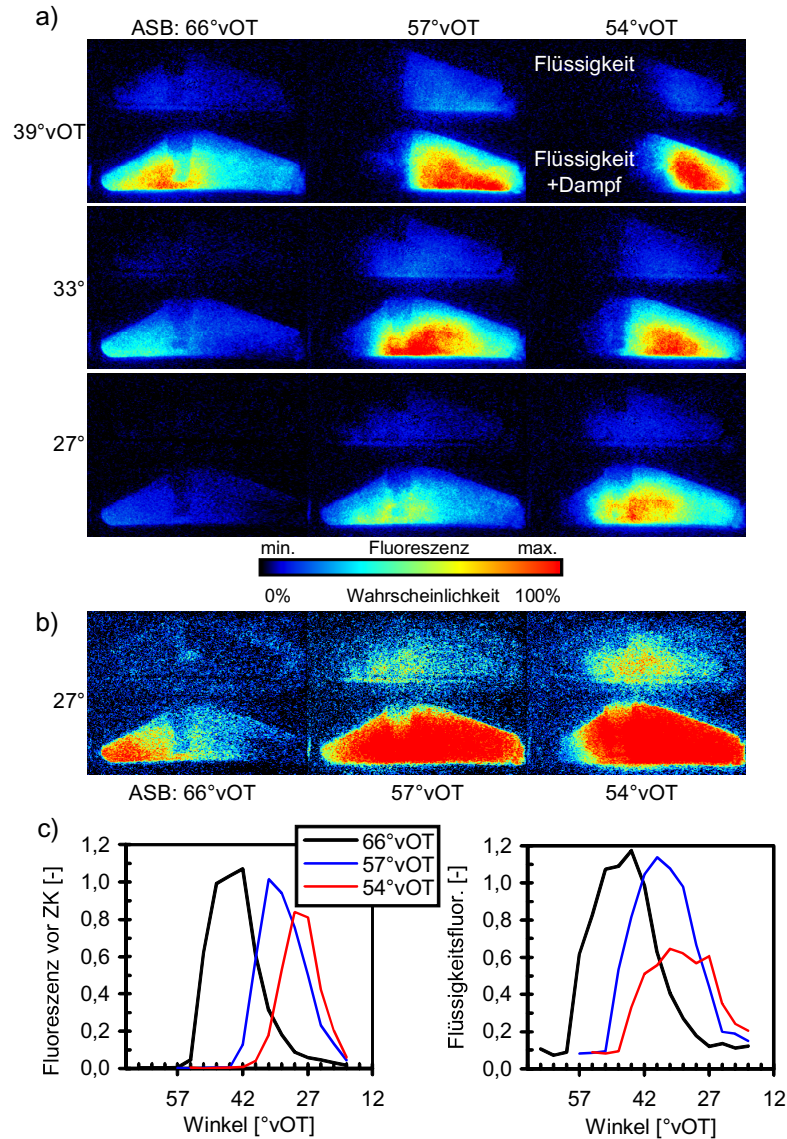 a)
ASB: 66°vOT 57°vOT 54°vOT
Flüssigkeit
39°vOT
Flüssigkeit
+Dampf
33°
27°
min. Fluoreszenz max.
0% Wahrscheinlichkeit 100%
b)
27°
ASB: 66°vOT 57°vOT 54°vOT
c)
66°vOT
57°vOT
54°vOT
Fluoreszenz vor ZK [-]
1,2
1,0
0,8
0,6
0,4
0,2
0,0
57 42 27 12
Winkel [°vOT]
Flüssigkeitsfluor. [-]
1,2
1,0
0,8
0,6
0,4
0,2
0,0
57 42 27 12
Winkel [°vOT]